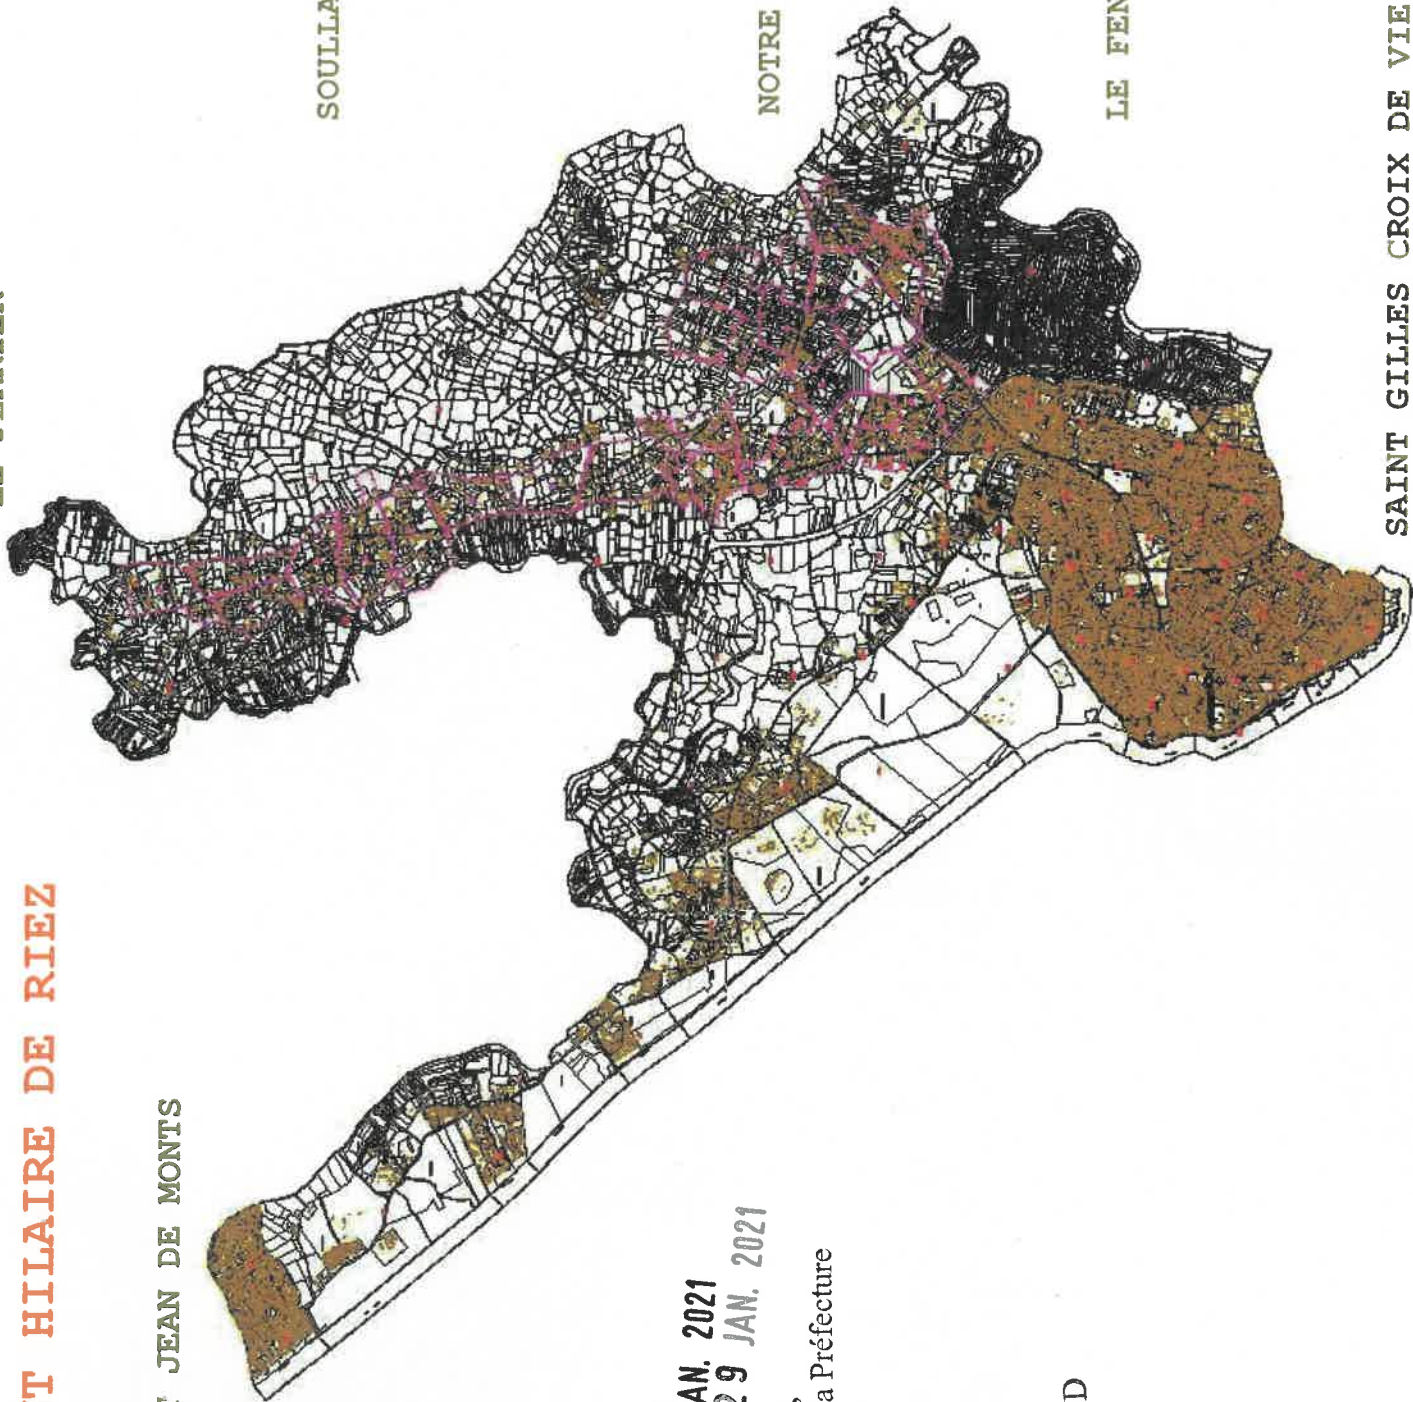 T HILAIRE DE RIEZ
JEAN DE MONTS
SOULLA
NOTRE
LE FEN
SAINT GILLES CROIX DE VIE
AN. 2021
29 JAN. 2021
a Préfecture
D